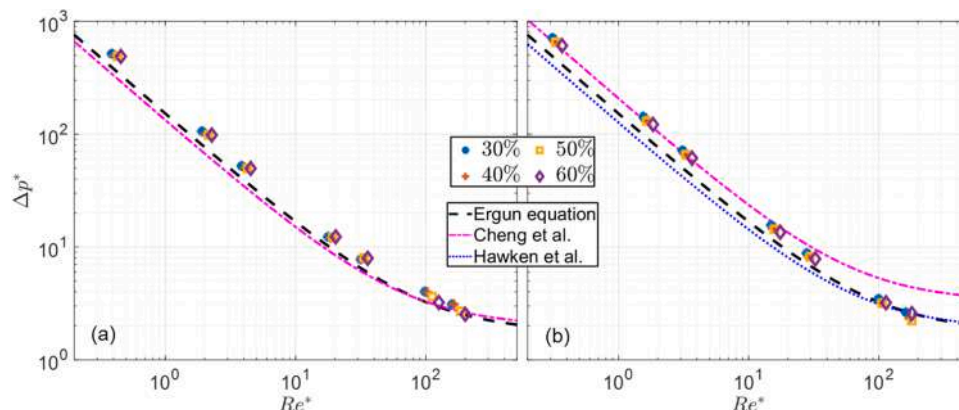 10^3
10^2
10^1
10^0
Δp*
(a)
10^0 10^1 10^2
Re*
30% 50%
40% 60%
Ergun equation
Cheng et al.
Hawken et al.
(b)
10^0 10^1 10^2
Re*